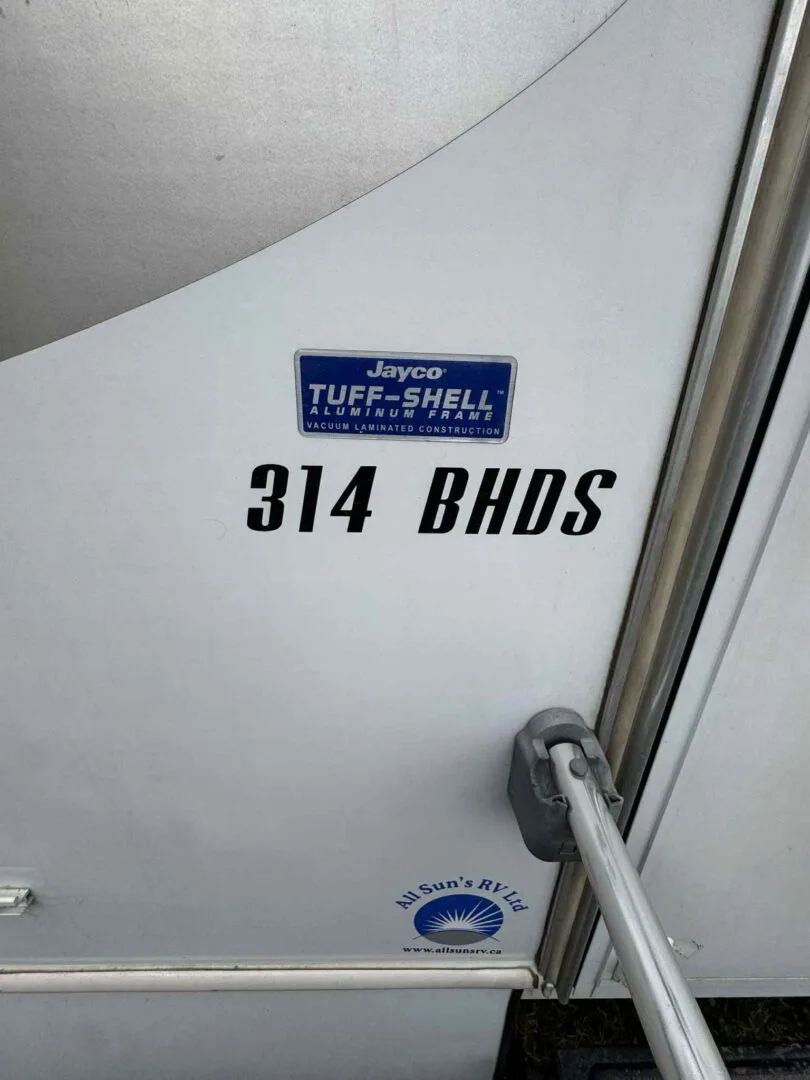 Jayco®
TUFF-SHELL™
ALUMINUM FRAME
VACUUM LAMINATED CONSTRUCTION
314 BHDS
All Sun's RV Ltd
www.allsunsrv.ca